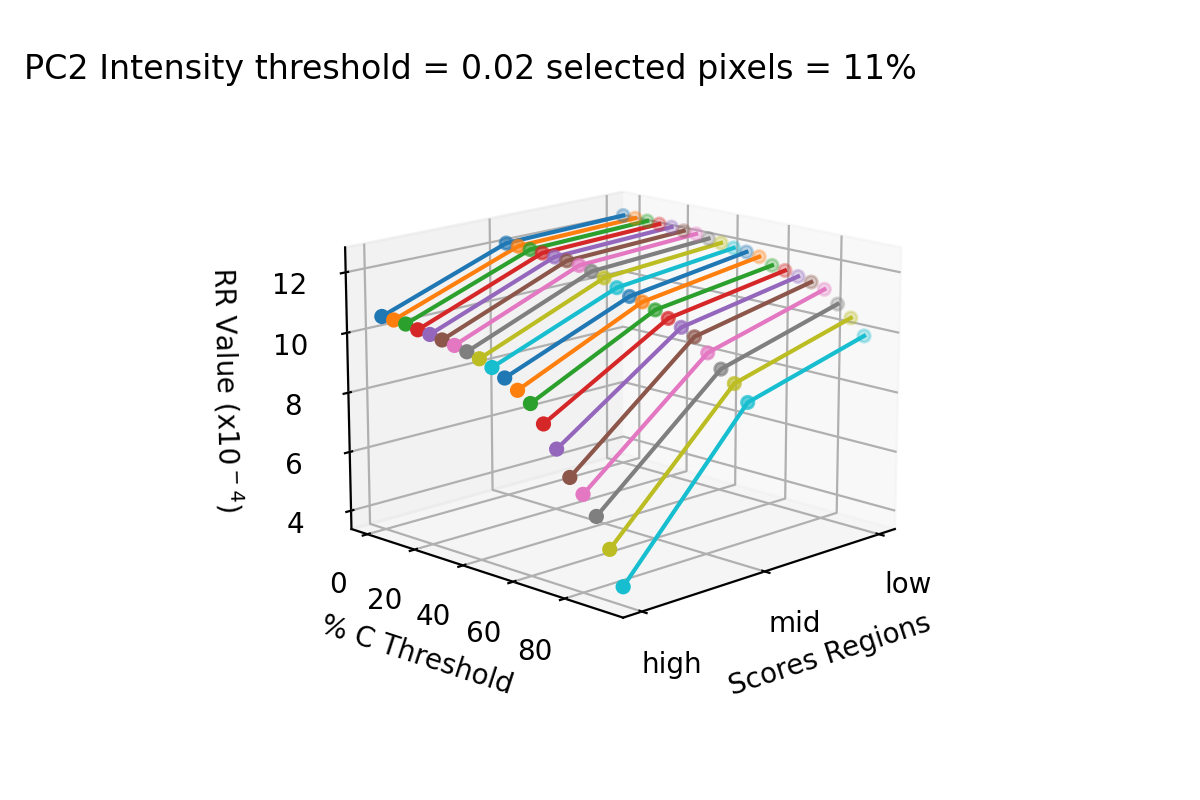 PC2 Intensity threshold = 0.02 selected pixels = 11%
12
10
8
6
4
RR Value (x10⁻⁴)
0
20
40
60
80
% C Threshold
low
mid
high
Scores Regions